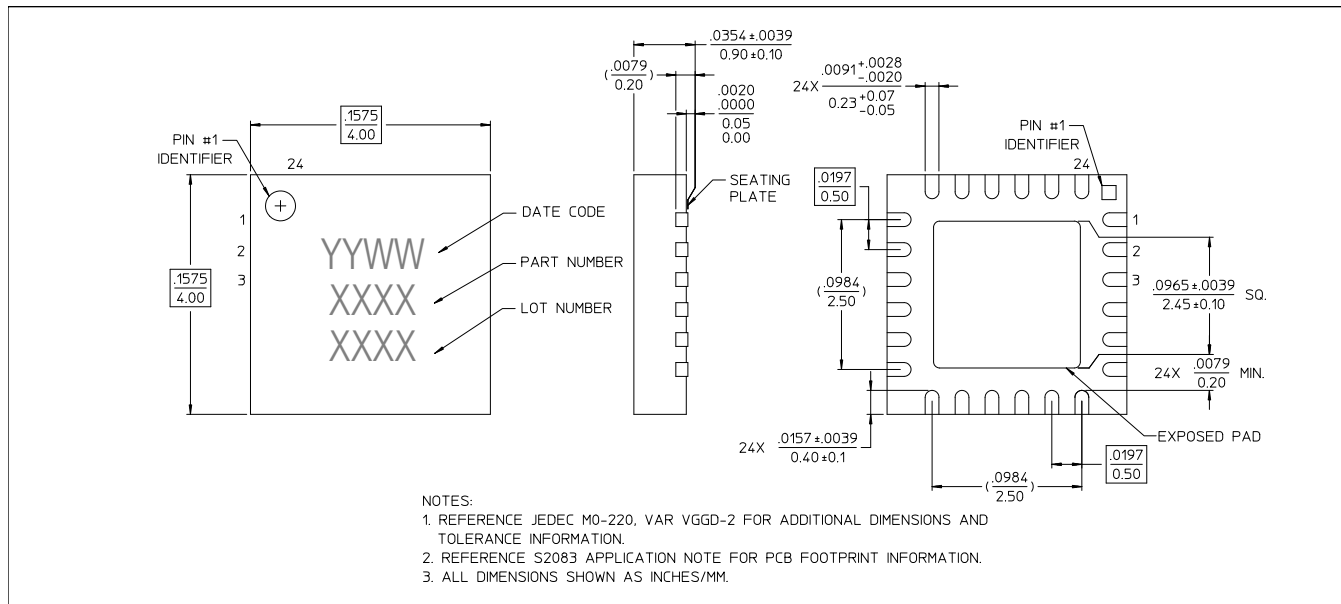 .1575
4.00
PIN #1
IDENTIFIER
24
.1575
4.00
1
2
3
YYWW
XXXX
XXXX
DATE CODE
PART NUMBER
LOT NUMBER
.0354±.0039
0.90±0.10
(.0079
0.20)
.0020
.0000
0.05
0.00
SEATING
PLATE
24X .0091 +.0028
-.0020
0.23 +0.07
-0.05
PIN #1
IDENTIFIER
24
.0197
0.50
1
2
3
(.0984
2.50)
.0965±.0039
2.45±0.10 SQ.
24X .0079
0.20 MIN.
24X .0157±.0039
0.40±0.1
EXPOSED PAD
(.0984
2.50)
.0197
0.50
NOTES:
1. REFERENCE JEDEC MO-220, VAR VGGD-2 FOR ADDITIONAL DIMENSIONS AND
TOLERANCE INFORMATION.
2. REFERENCE S2083 APPLICATION NOTE FOR PCB FOOTPRINT INFORMATION.
3. ALL DIMENSIONS SHOWN AS INCHES/MM.